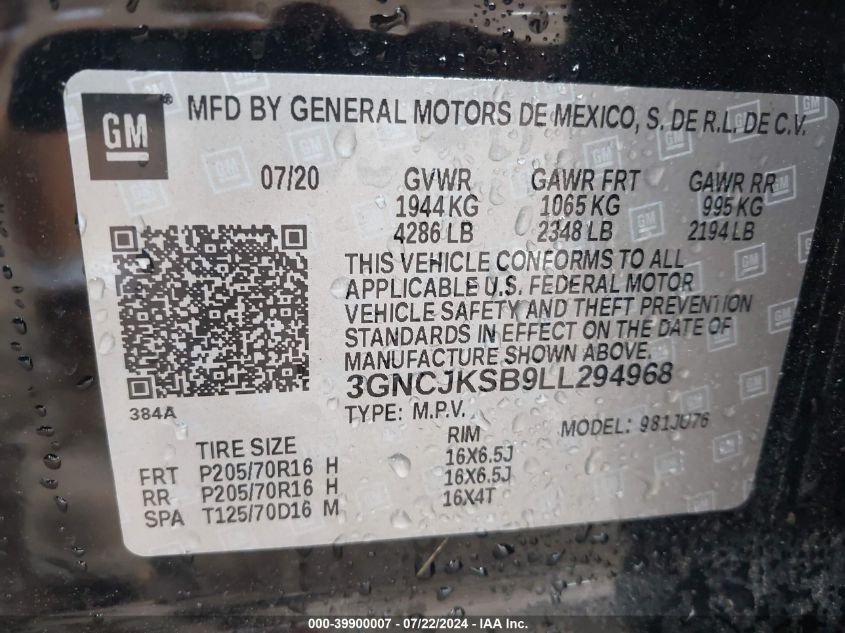 GM ®
MFD BY GENERAL MOTORS DE MEXICO, S. DE R.L. DE C.V.
07/20 GVWR GAWR FRT GAWR RR
1944 KG 1065 KG 995 KG
4286 LB 2348 LB 2194 LB
THIS VEHICLE CONFORMS TO ALL
APPLICABLE U.S. FEDERAL MOTOR
VEHICLE SAFETY AND THEFT PREVENTION
STANDARDS IN EFFECT ON THE DATE OF
MANUFACTURE SHOWN ABOVE.
3GNCJKSB9LL294968
384A
TYPE: M.P.V. MODEL: 981JU76
TIRE SIZE RIM
FRT P205/70R16 H 16X6.5J
RR P205/70R16 H 16X6.5J
SPA T125/70D16 M 16X4T
000-39900007 - 07/22/2024 - IAA Inc.